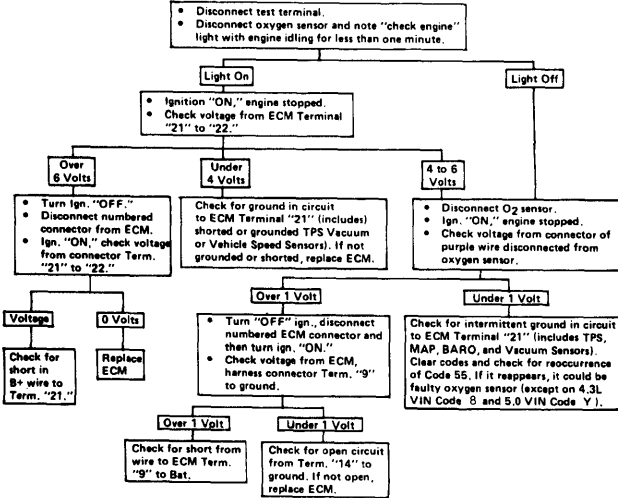 • Disconnect test terminal.
• Disconnect oxygen sensor and note "check engine"
light with engine idling for less than one minute.
Light On
Light Off
• Ignition "ON," engine stopped.
• Check voltage from ECM Terminal
"21" to "22."
Over
6 Volts
Under
4 Volts
4 to 6
Volts
• Turn Ign. "OFF."
• Disconnect numbered
connector from ECM.
• Ign. "ON," check voltage
from connector Term.
"21" to "22."
Check for ground in circuit
to ECM Terminal "21" (includes)
shorted or grounded TPS Vacuum
or Vehicle Speed Sensors). If not
grounded or shorted, replace ECM.
• Disconnect O2 sensor.
• Ign. "ON," engine stopped.
• Check voltage from connector of
purple wire disconnected from
oxygen sensor.
Voltage
0 Volts
Check for
short in
B+ wire to
Term. "21."
Replace
ECM
Over 1 Volt
Under 1 Volt
• Turn "OFF" ign., disconnect
numbered ECM connector and
then turn ign. "ON."
• Check voltage from ECM,
harness connector Term. "9"
to ground.
Check for intermittent ground in circuit
to ECM Terminal "21" (includes TPS,
MAP, BARO, and Vacuum Sensors).
Clear codes and check for reoccurrence
of Code 55. If it reappears, it could be
faulty oxygen sensor (except on 4.3L
VIN Code 8 and 5.0 VIN Code Y).
Over 1 Volt
Under 1 Volt
Check for short from
wire to ECM Term.
"9" to Bat.
Check for open circuit
from Term. "14" to
ground. If not open,
replace ECM.